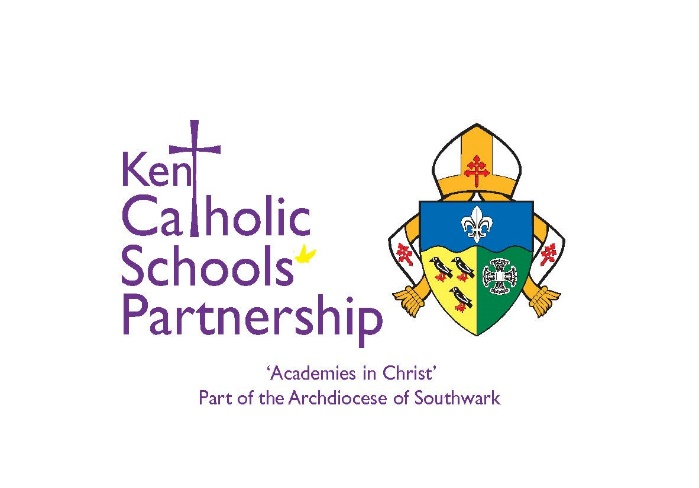 Kent
Catholic
Schools'
Partnership
‘Academies in Christ’
Part of the Archdiocese of Southwark